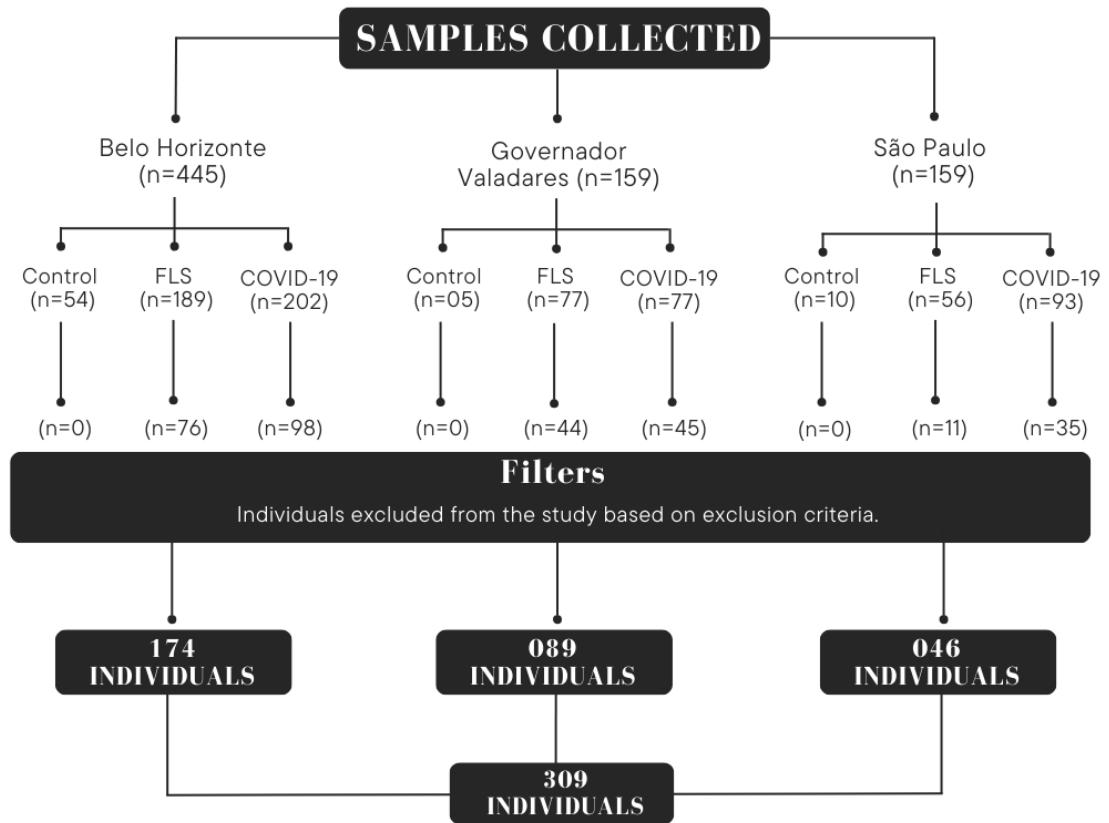 SAMPLES COLLECTED
Belo Horizonte
(n=445)
Governador
Valadares (n=159)
São Paulo
(n=159)
Control
(n=54)
FLS
(n=189)
COVID-19
(n=202)
Control
(n=05)
FLS
(n=77)
COVID-19
(n=77)
Control
(n=10)
FLS
(n=56)
COVID-19
(n=93)
(n=0)
(n=76)
(n=98)
(n=0)
(n=44)
(n=45)
(n=0)
(n=11)
(n=35)
Filters
Individuals excluded from the study based on exclusion criteria.
174
INDIVIDUALS
089
INDIVIDUALS
046
INDIVIDUALS
309
INDIVIDUALS